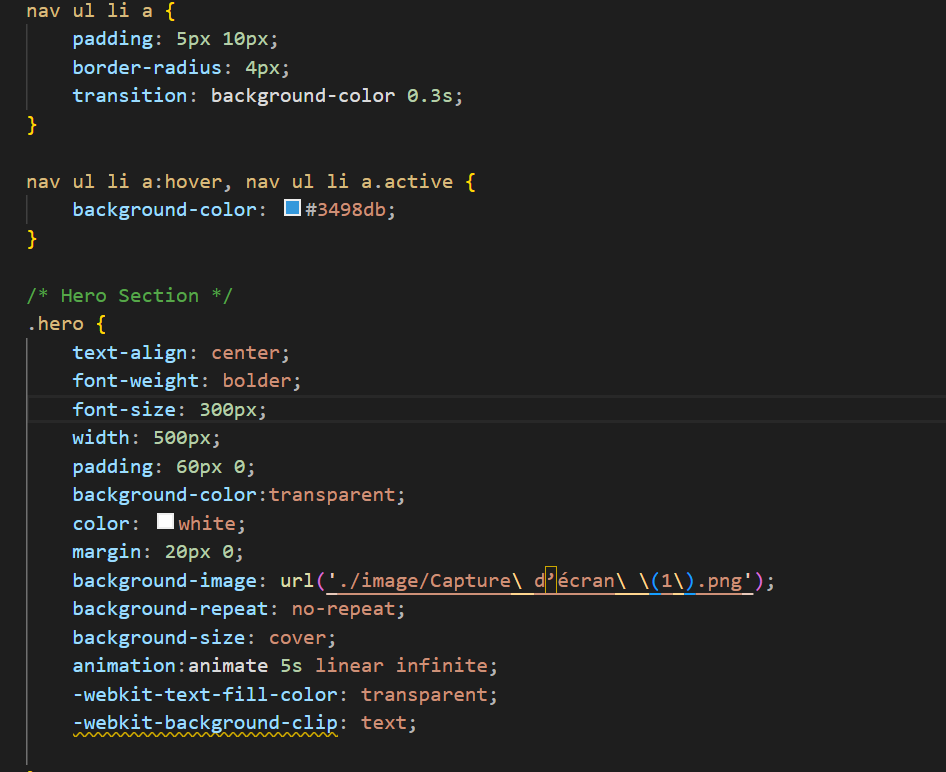 nav ul li a {
    padding: 5px 10px;
    border-radius: 4px;
    transition: background-color 0.3s;
}

nav ul li a:hover, nav ul li a.active {
    background-color: #3498db;
}

/* Hero Section */
.hero {
    text-align: center;
    font-weight: bolder;
    font-size: 300px;
    width: 500px;
    padding: 60px 0;
    background-color:transparent;
    color: white;
    margin: 20px 0;
    background-image: url('./image/Capture\ d’écran\ \(1\).png');
    background-repeat: no-repeat;
    background-size: cover;
    animation:animate 5s linear infinite;
    -webkit-text-fill-color: transparent;
    -webkit-background-clip: text;